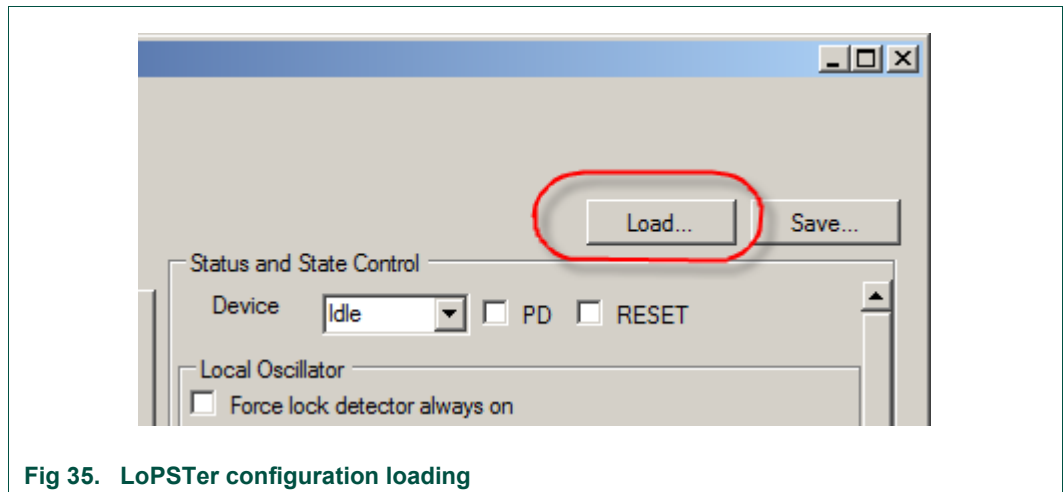 Load... Save...
Status and State Control
Device Idle PD RESET
Local Oscillator
Force lock detector always on
Fig 35. LoPSTer configuration loading